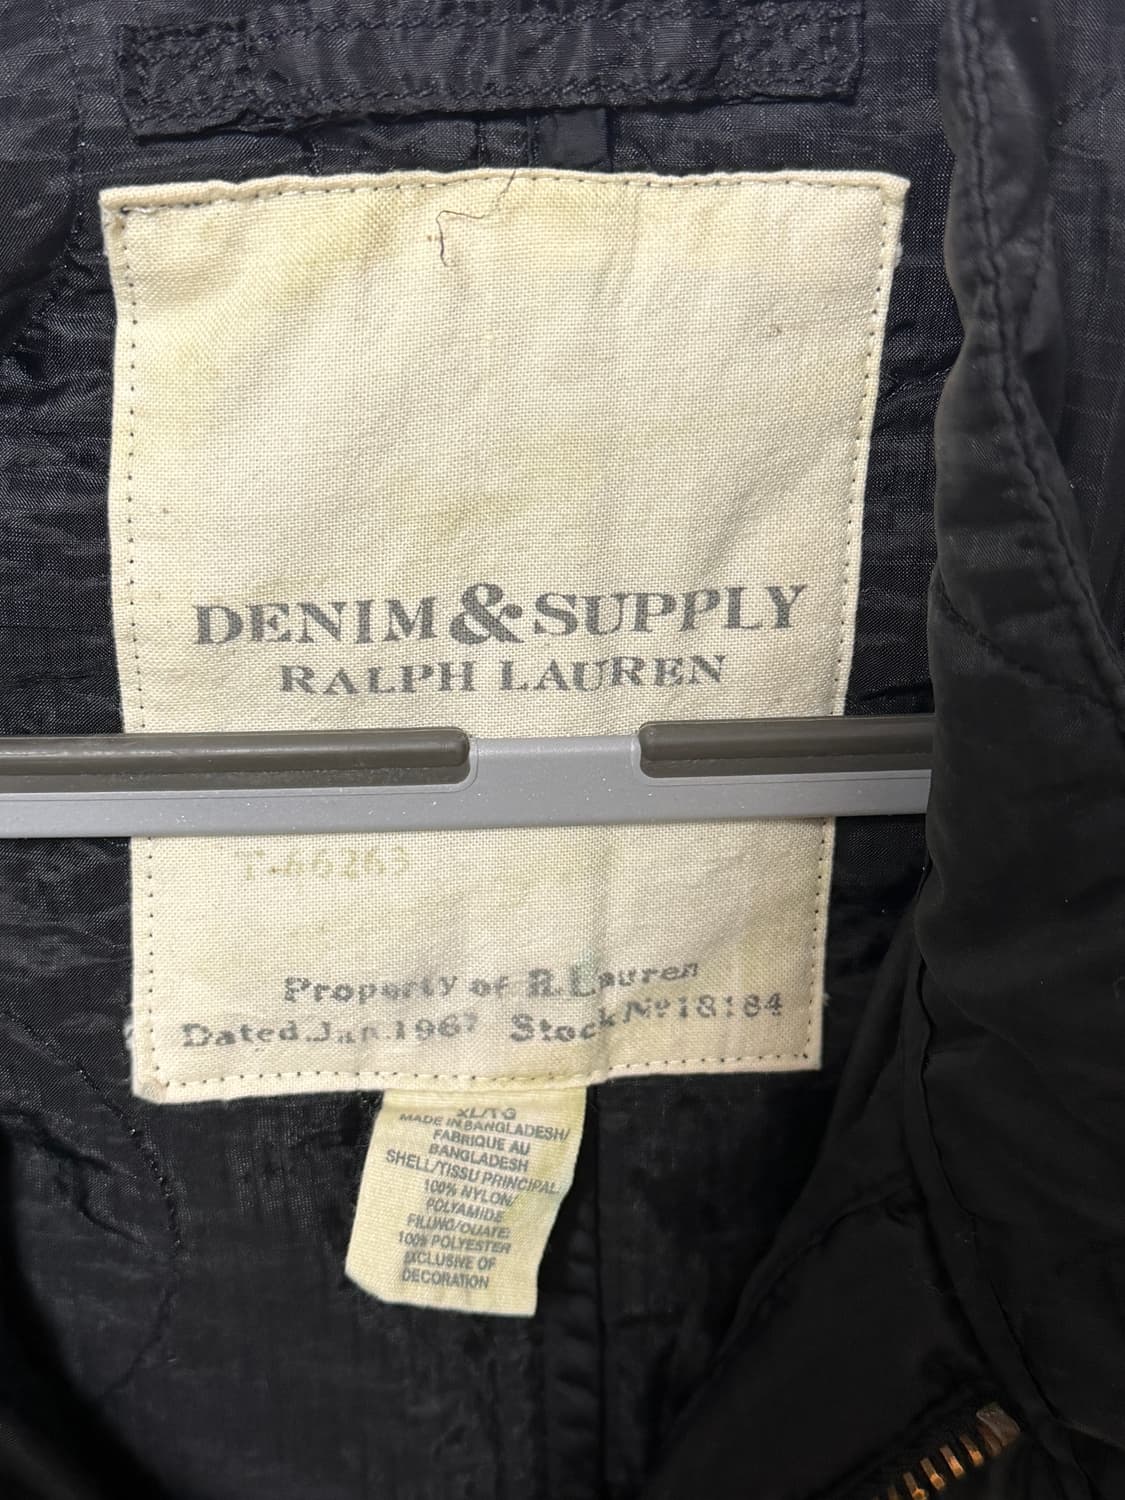 DENIM & SUPPLY
RALPH LAUREN
T-66263
Property of R. Lauren
Dated.Jan.1967 Stock Nº 18184
XL/TG
MADE IN BANGLADESH/
FABRIQUE AU
BANGLADESH
SHELL/TISSU PRINCIPAL
100% NYLON/
POLYAMIDE
FILLING/OUATE:
100% POLYESTER
EXCLUSIVE OF
DECORATION